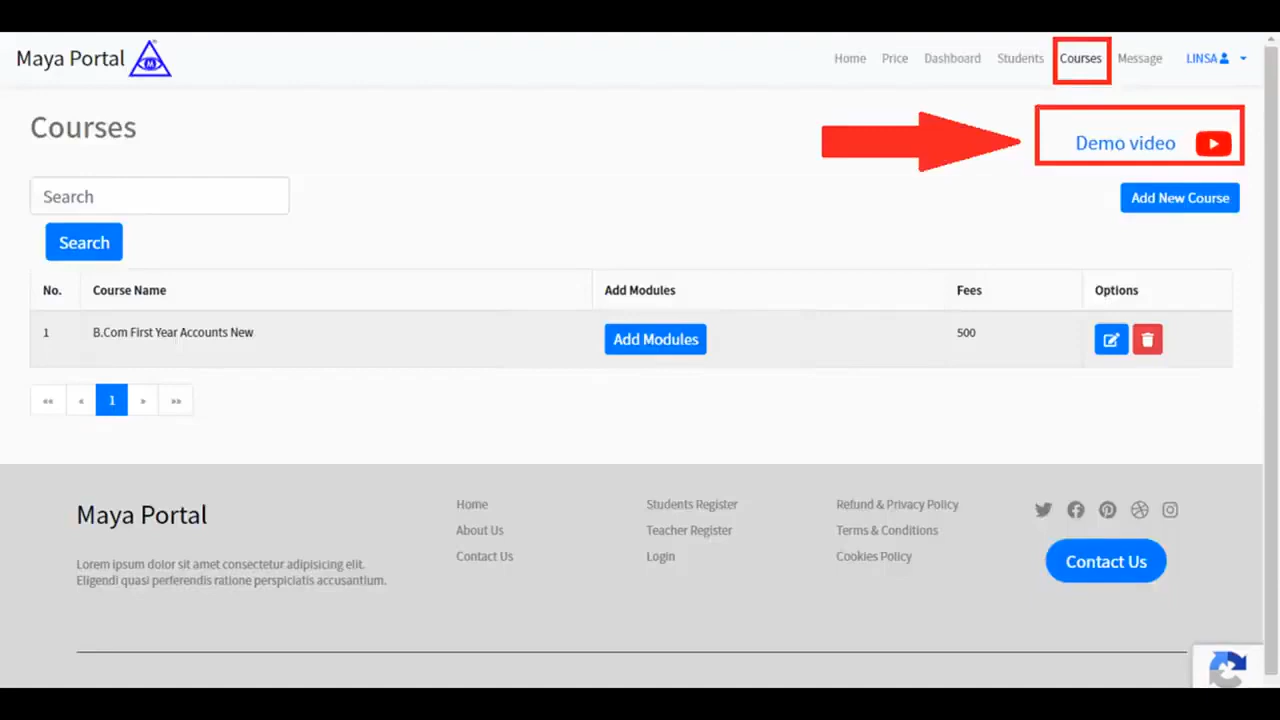 Maya Portal M
Home Price Dashboard Students Courses Message LINSA
Courses
Demo video
Search
Add New Course
Search
No. Course Name Add Modules Fees Options
1 B.Com First Year Accounts New Add Modules 500
«« « 1 » »»
Maya Portal
Lorem ipsum dolor sit amet consectetur adipisicing elit.
Eligendi quasi perferendis ratione perspiciatis accusantium.
Home
About Us
Contact Us
Students Register
Teacher Register
Login
Refund & Privacy Policy
Terms & Conditions
Cookies Policy
Contact Us